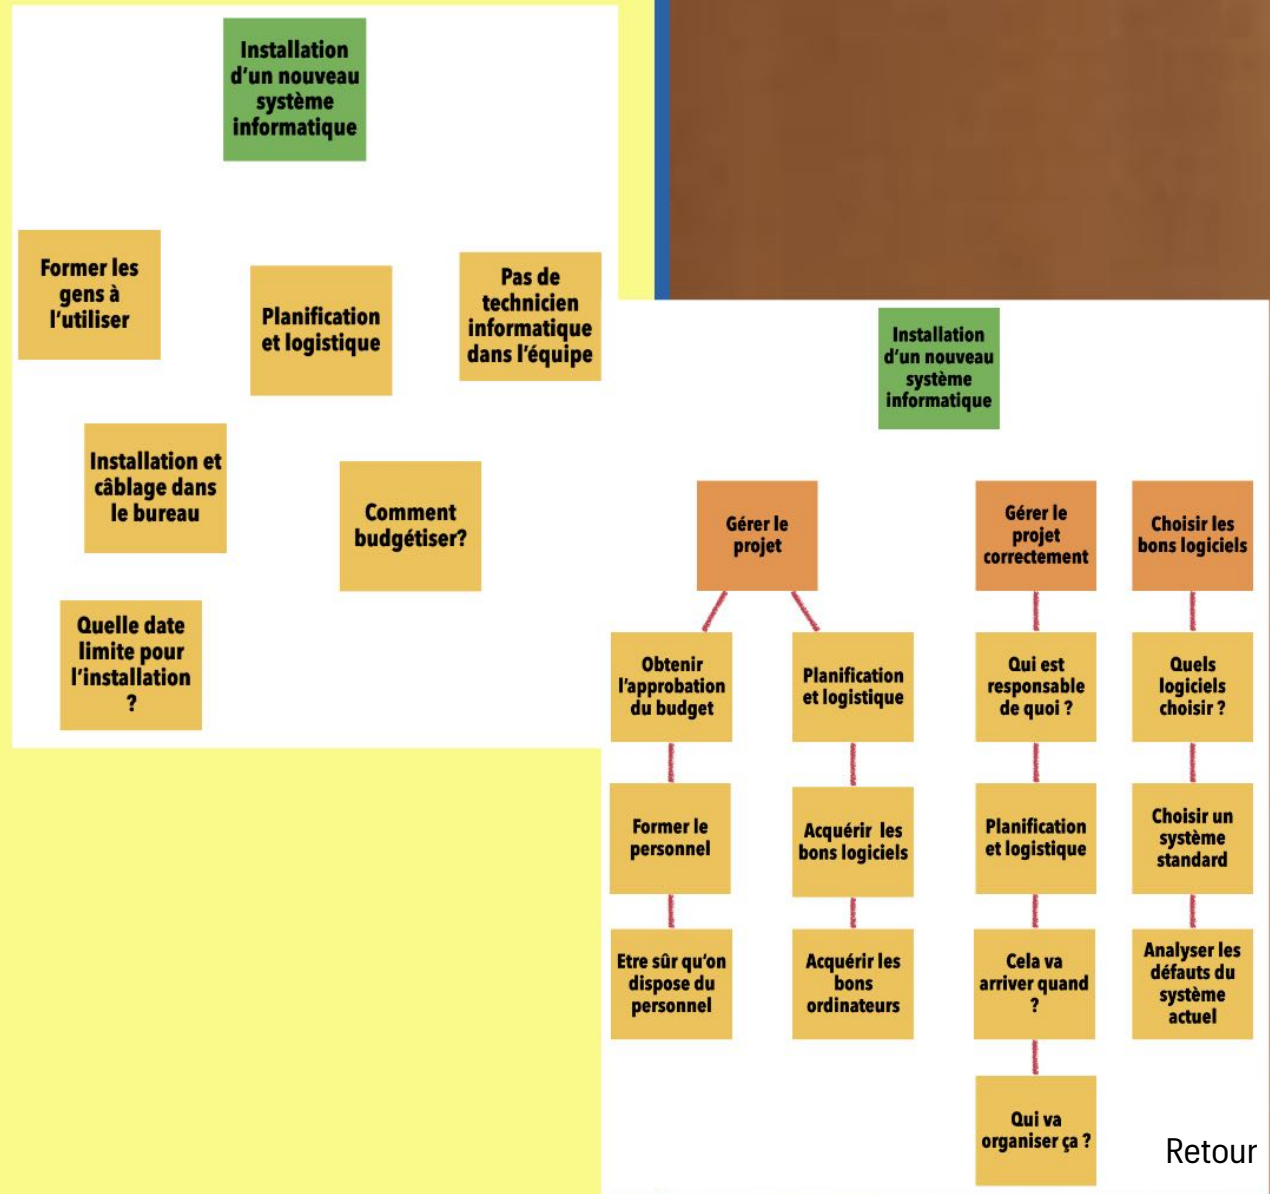 Installation
d'un nouveau
système
informatique
Former les
gens à
l'utiliser
Planification
et logistique
Pas de
technicien
informatique
dans l'équipe
Installation et
câblage dans
le bureau
Comment
budgétiser?
Quelle date
limite pour
l'installation
?
Installation
d'un nouveau
système
informatique
Gérer le
projet
Gérer le
projet
correctement
Choisir les
bons logiciels
Obtenir
l'approbation
du budget
Planification
et logistique
Qui est
responsable
de quoi ?
Quels
logiciels
choisir ?
Former le
personnel
Acquérir les
bons logiciels
Planification
et logistique
Choisir un
système
standard
Etre sûr qu'on
dispose du
personnel
Acquérir les
bons
ordinateurs
Cela va
arriver quand
?
Analyser les
défauts du
système
actuel
Qui va
organiser ça ?
Retour